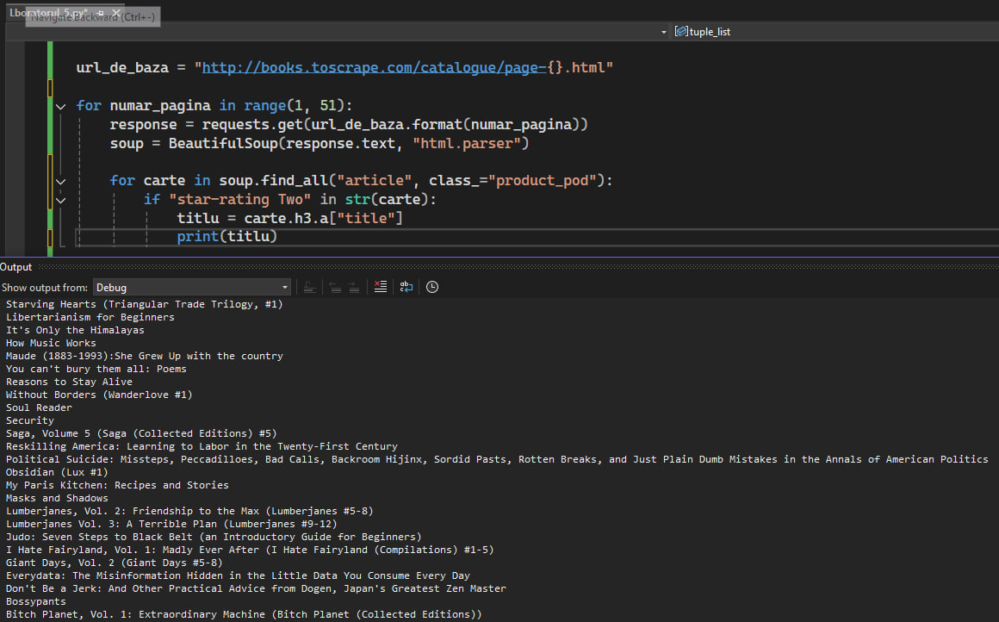 Lboratorul_5.py*
Navigate Backward (Ctrl+-)
tuple_list
url_de_baza = "http://books.toscrape.com/catalogue/page-{}.html"
for numar_pagina in range(1, 51):
response = requests.get(url_de_baza.format(numar_pagina))
soup = BeautifulSoup(response.text, "html.parser")
for carte in soup.find_all("article", class_="product_pod"):
if "star-rating Two" in str(carte):
titlu = carte.h3.a["title"]
print(titlu)
Output
Show output from: Debug
Starving Hearts (Triangular Trade Trilogy, #1)
Libertarianism for Beginners
It's Only the Himalayas
How Music Works
Maude (1883-1993):She Grew Up with the country
You can't bury them all: Poems
Reasons to Stay Alive
Without Borders (Wanderlove #1)
Soul Reader
Security
Saga, Volume 5 (Saga (Collected Editions) #5)
Reskilling America: Learning to Labor in the Twenty-First Century
Political Suicide: Missteps, Peccadilloes, Bad Calls, Backroom Hijinx, Sordid Pasts, Rotten Breaks, and Just Plain Dumb Mistakes in the Annals of American Politics
Obsidian (Lux #1)
My Paris Kitchen: Recipes and Stories
Masks and Shadows
Lumberjanes, Vol. 2: Friendship to the Max (Lumberjanes #5-8)
Lumberjanes Vol. 3: A Terrible Plan (Lumberjanes #9-12)
Judo: Seven Steps to Black Belt (an Introductory Guide for Beginners)
I Hate Fairyland, Vol. 1: Madly Ever After (I Hate Fairyland (Compilations) #1-5)
Giant Days, Vol. 2 (Giant Days #5-8)
Everydata: The Misinformation Hidden in the Little Data You Consume Every Day
Don't Be a Jerk: And Other Practical Advice from Dogen, Japan's Greatest Zen Master
Bossypants
Bitch Planet, Vol. 1: Extraordinary Machine (Bitch Planet (Collected Editions))